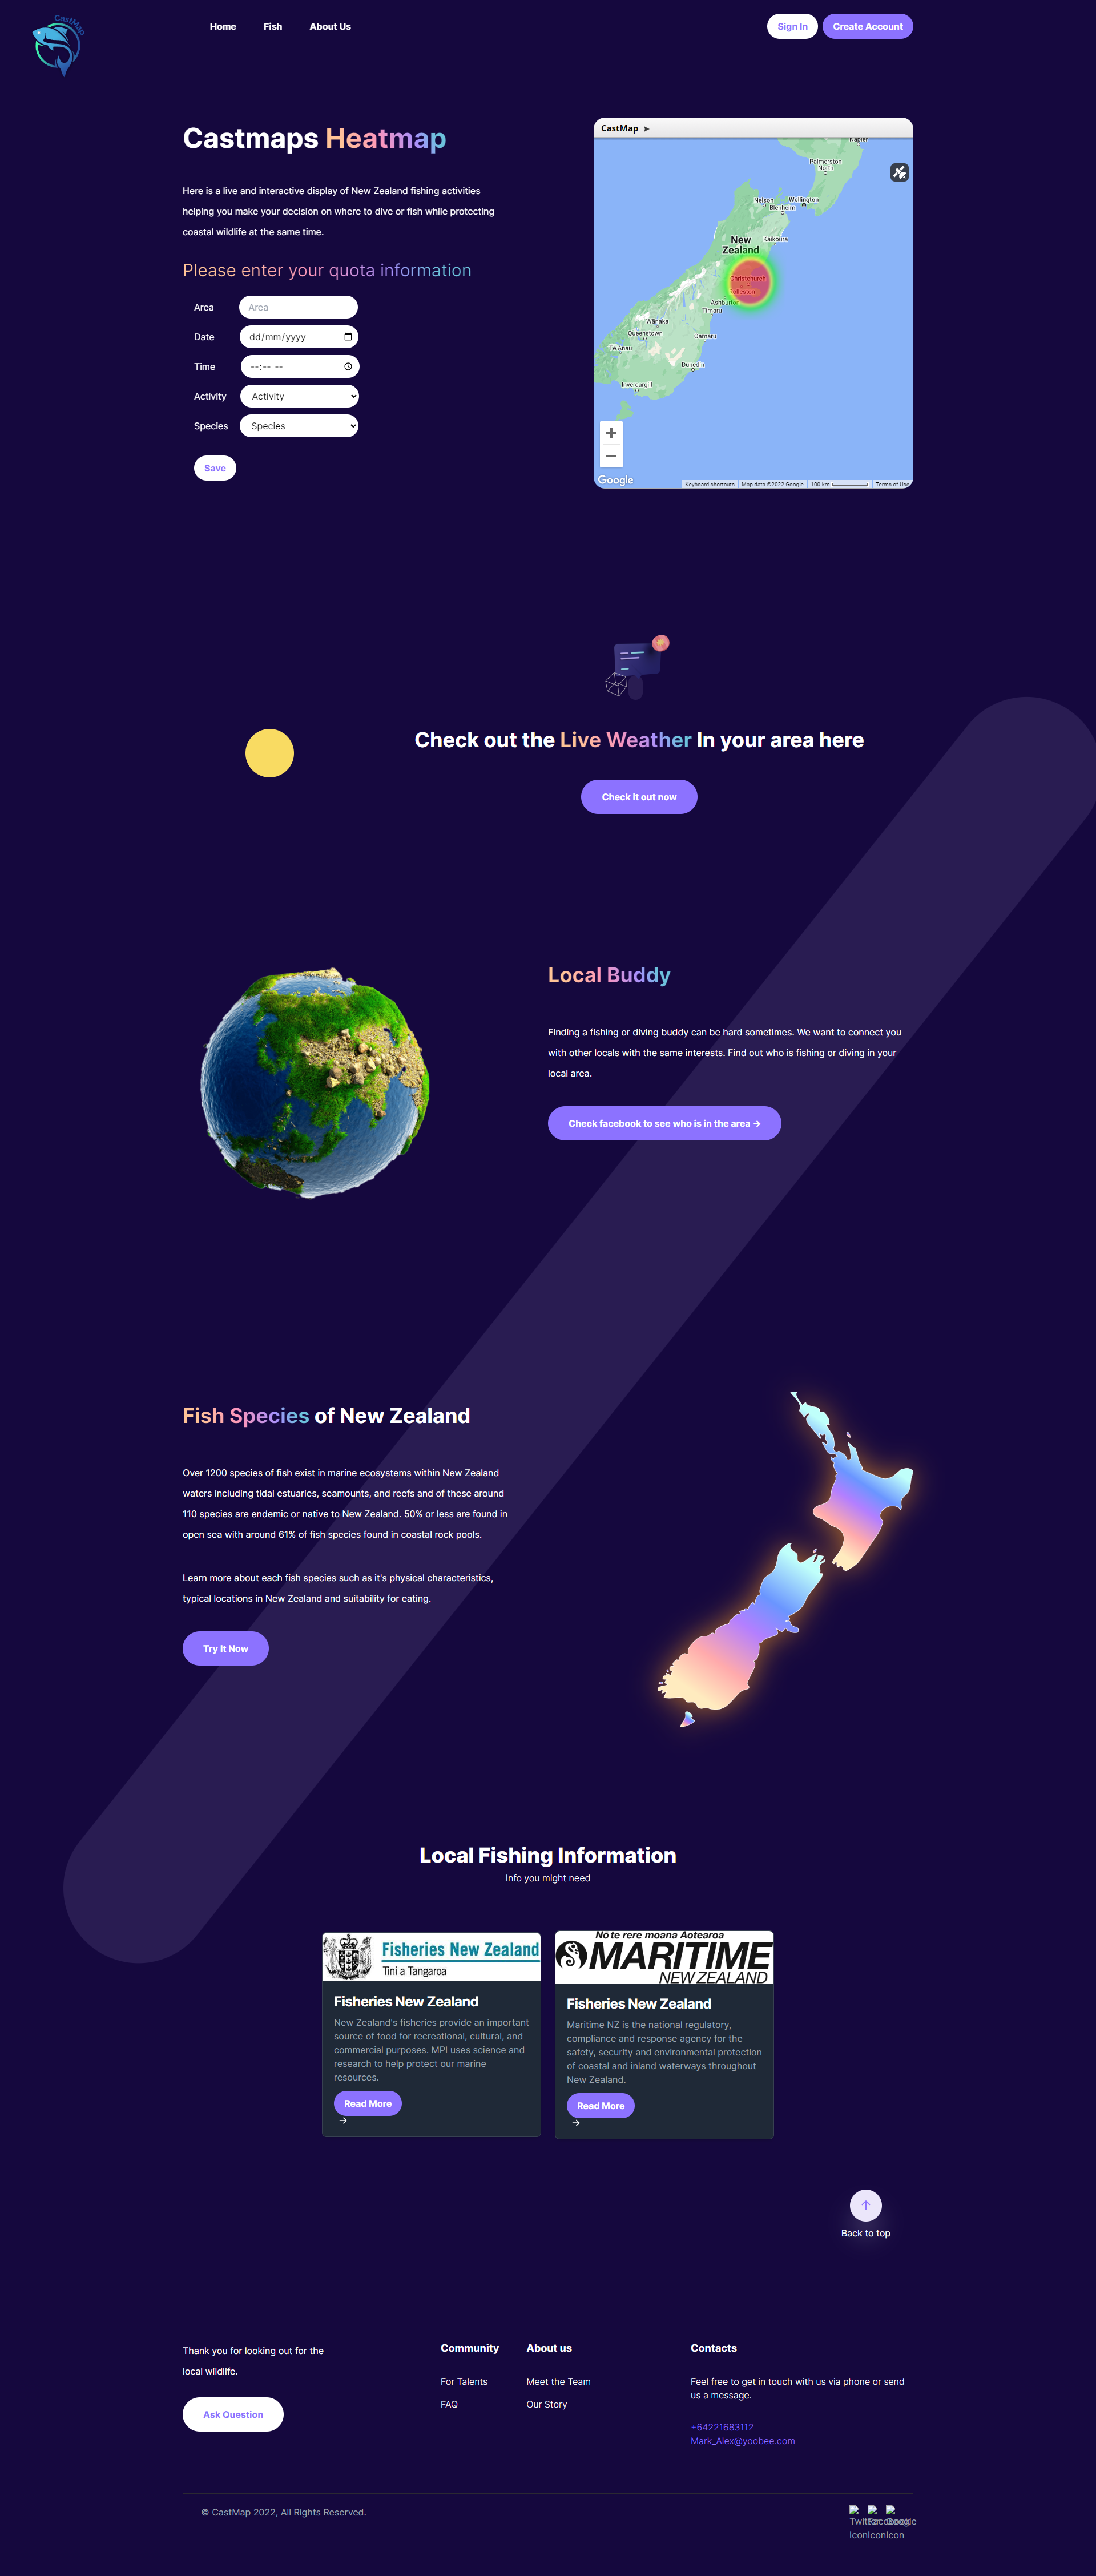 CastMap
Home
Fish
About Us
Sign In
Create Account
Castmaps Heatmap
Here is a live and interactive display of New Zealand fishing activities
helping you make your decision on where to dive or fish while protecting
coastal wildlife at the same time.
Please enter your quota information
Area
Area
Date
dd/mm/yyyy
Time
--:-- --
Activity
Activity
Species
Species
Save
CastMap
Napier
Palmerston
North
Nelson
Wellington
Blenheim
New
Zealand
Kaikōura
Christchurch
Rolleston
Ashburton
Timaru
Wānaka
Queenstown
Oamaru
Te Anau
Dunedin
Invercargill
+
−
Google
Keyboard shortcuts
Map data ©2022 Google
100 km
Terms of Use
Check out the Live Weather In your area here
Check it out now
Local Buddy
Finding a fishing or diving buddy can be hard sometimes. We want to connect you
with other locals with the same interests. Find out who is fishing or diving in your
local area.
Check facebook to see who is in the area →
Fish Species of New Zealand
Over 1200 species of fish exist in marine ecosystems within New Zealand
waters including tidal estuaries, seamounts, and reefs and of these around
110 species are endemic or native to New Zealand. 50% or less are found in
open sea with around 61% of fish species found in coastal rock pools.
Learn more about each fish species such as it's physical characteristics,
typical locations in New Zealand and suitability for eating.
Try It Now
Local Fishing Information
Info you might need
Fisheries New Zealand
Tini a Tangaroa
Fisheries New Zealand
New Zealand's fisheries provide an important
source of food for recreational, cultural, and
commercial purposes. MPI uses science and
research to help protect our marine
resources.
Read More
→
Nō te rere moana Aotearoa
MARITIME
NEW ZEALAND
Fisheries New Zealand
Maritime NZ is the national regulatory,
compliance and response agency for the
safety, security and environmental protection
of coastal and inland waterways throughout
New Zealand.
Read More
→
Back to top
Thank you for looking out for the
local wildlife.
Ask Question
Community
For Talents
FAQ
About us
Meet the Team
Our Story
Contacts
Feel free to get in touch with us via phone or send
us a message.
+64221683112
Mark_Alex@yoobee.com
© CastMap 2022, All Rights Reserved.
Twitter
Icon
Facebook
Icon
Google
Icon